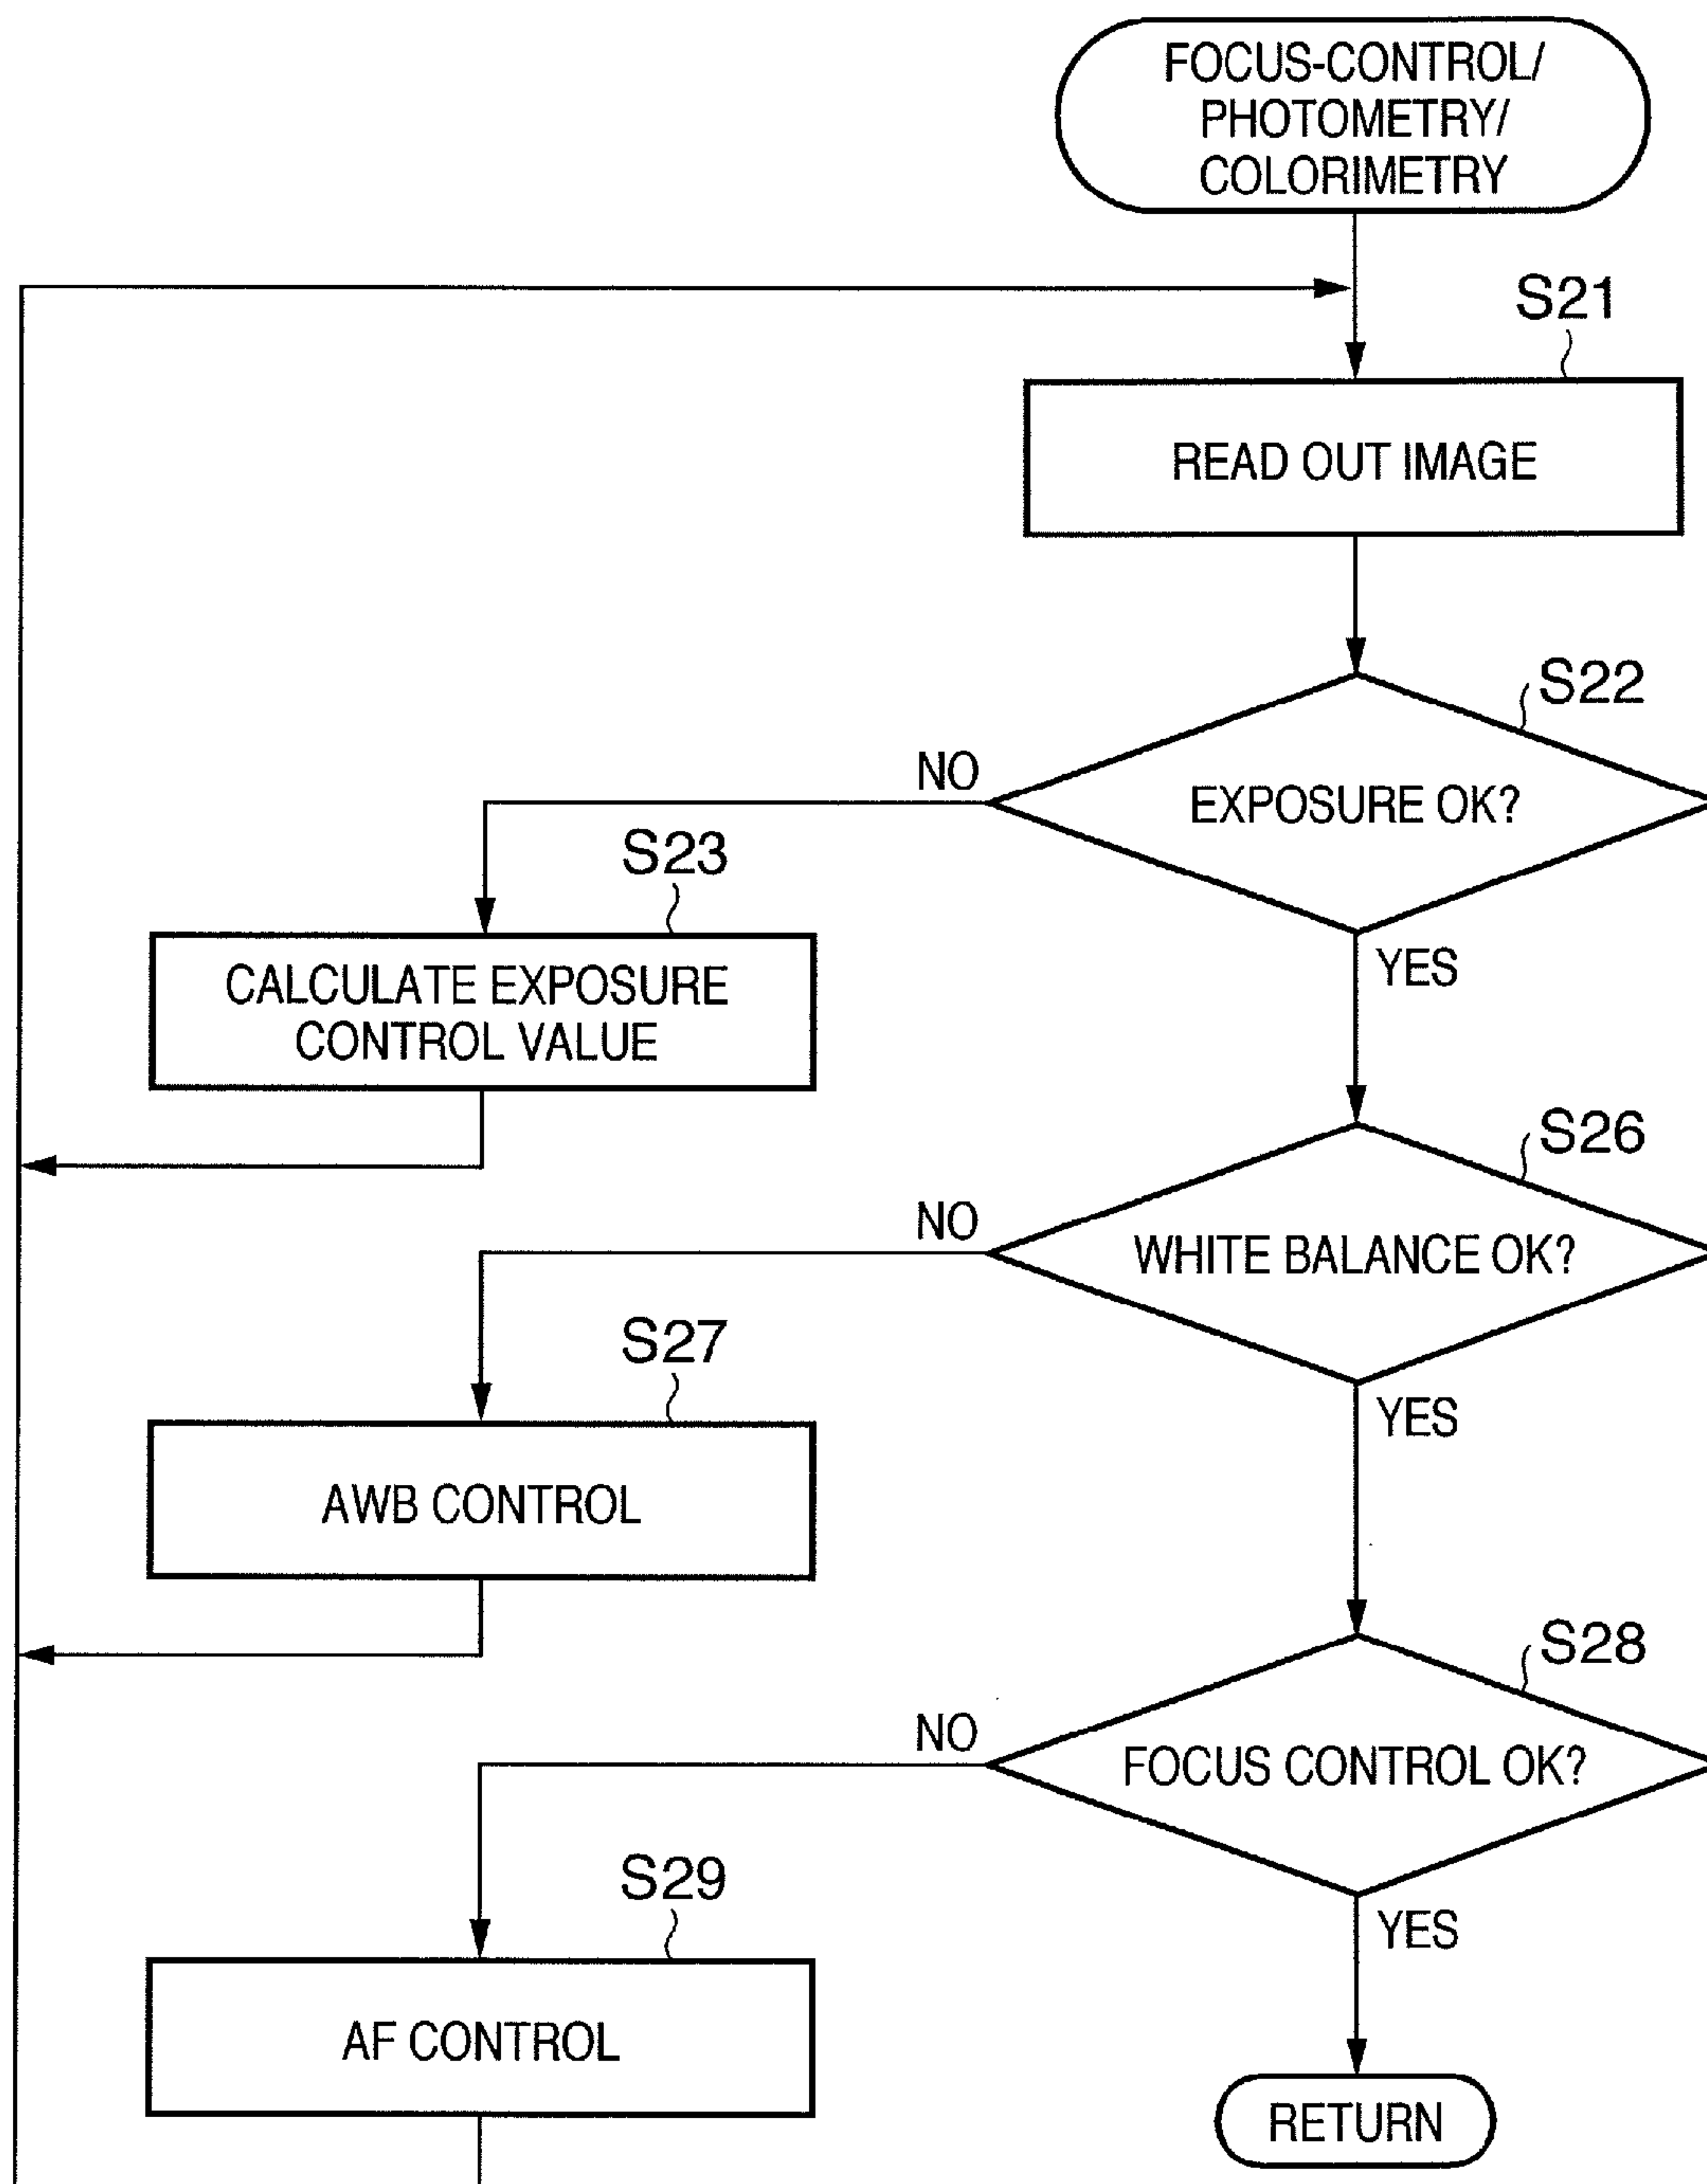 FOCUS-CONTROL/
PHOTOMETRY/
COLORIMETRY
S21
READ OUT IMAGE
S22
NO
EXPOSURE OK?
S23
YES
CALCULATE EXPOSURE
CONTROL VALUE
S26
NO
WHITE BALANCE OK?
S27
YES
AWB CONTROL
S28
NO
FOCUS CONTROL OK?
S29
YES
AF CONTROL
RETURN